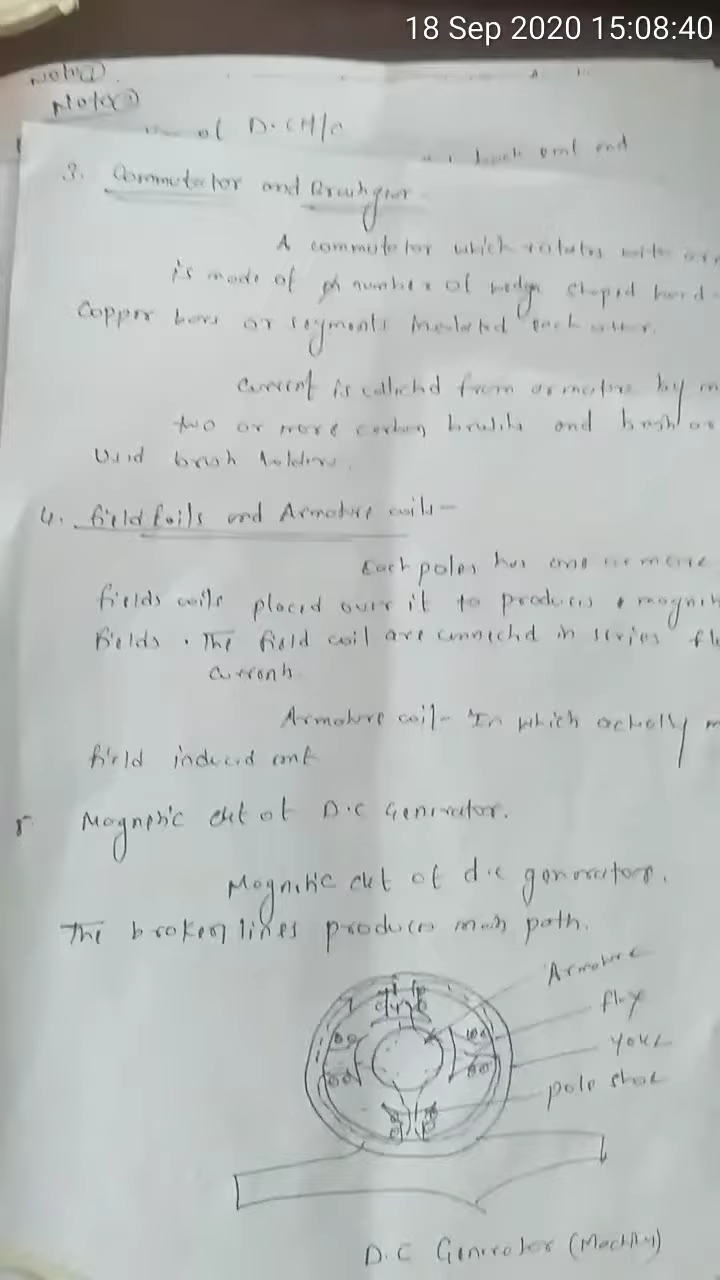 18 Sep 2020 15:08:40
Note
Note
of D.C M/C
and
3. Commutator and Brushgear
A commutator which rotates with
is made of number of wedge shaped hard
Copper bars or segments insulated each other.
Current is collected from armature by
two or more carbon brushes and
Used brush holders.
4. field Coils and Armature coils -
Each poles has one or more
fields coils placed over it to produces magnetic
fields . The field coil are connected in series
Currents
Armature coil- In which actually
field induced emf
5 Magnetic ckt of D.C Generator.
Magnetic ckt of d.c generators.
The broken lines produces main path.
Armature
flux
yoke
pole shoe
D.C Generator